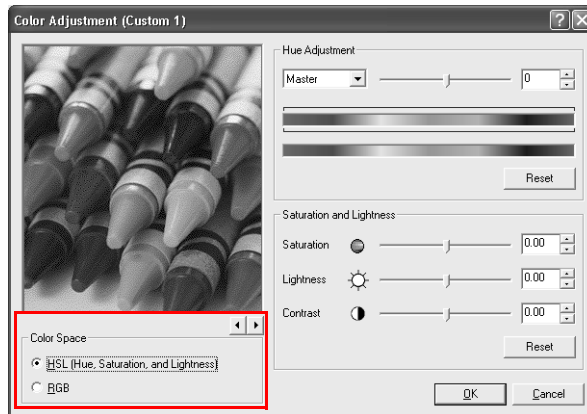 Color Adjustment (Custom 1)
Hue Adjustment
Master
0
Reset
Saturation and Lightness
Saturation
0.00
Lightness
0.00
Contrast
0.00
Reset
Color Space
HSL (Hue, Saturation, and Lightness)
RGB
OK
Cancel